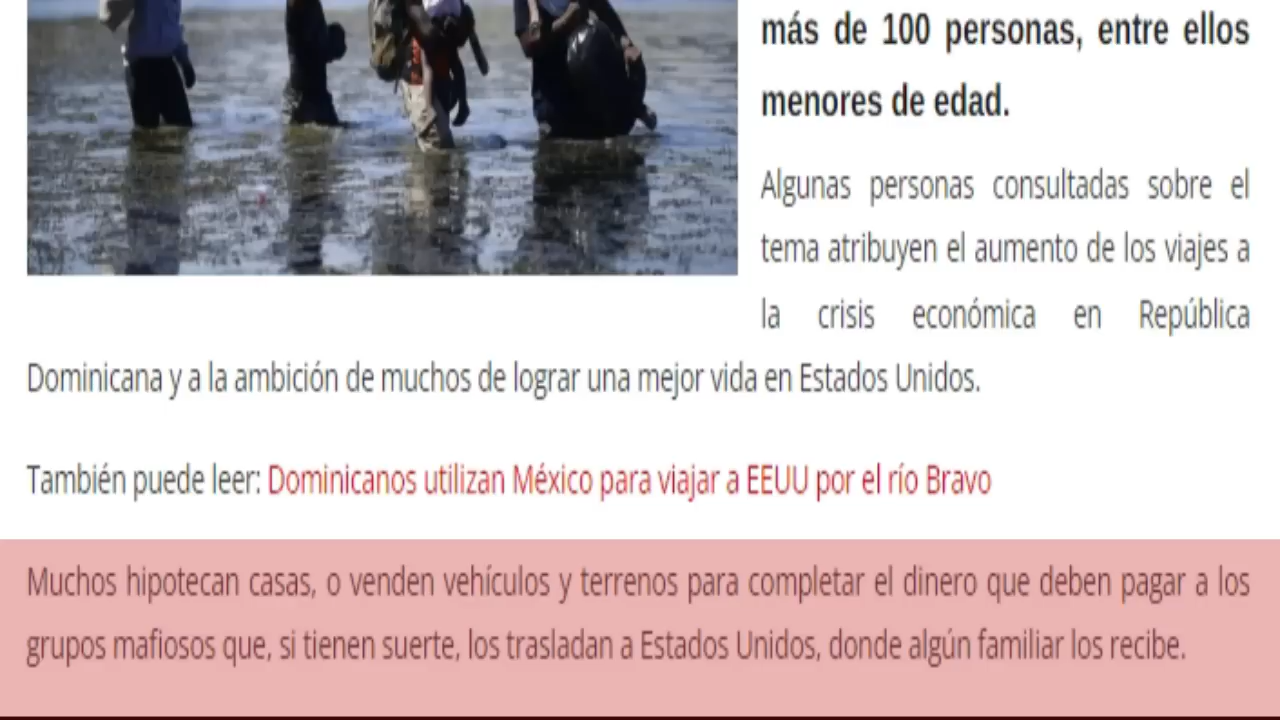 más de 100 personas, entre ellos
menores de edad.
Algunas personas consultadas sobre el
tema atribuyen el aumento de los viajes a
la crisis económica en República
Dominicana y a la ambición de muchos de lograr una mejor vida en Estados Unidos.
También puede leer: Dominicanos utilizan México para viajar a EEUU por el río Bravo
Muchos hipotecan casas, o venden vehículos y terrenos para completar el dinero que deben pagar a los
grupos mafiosos que, si tienen suerte, los trasladan a Estados Unidos, donde algún familiar los recibe.